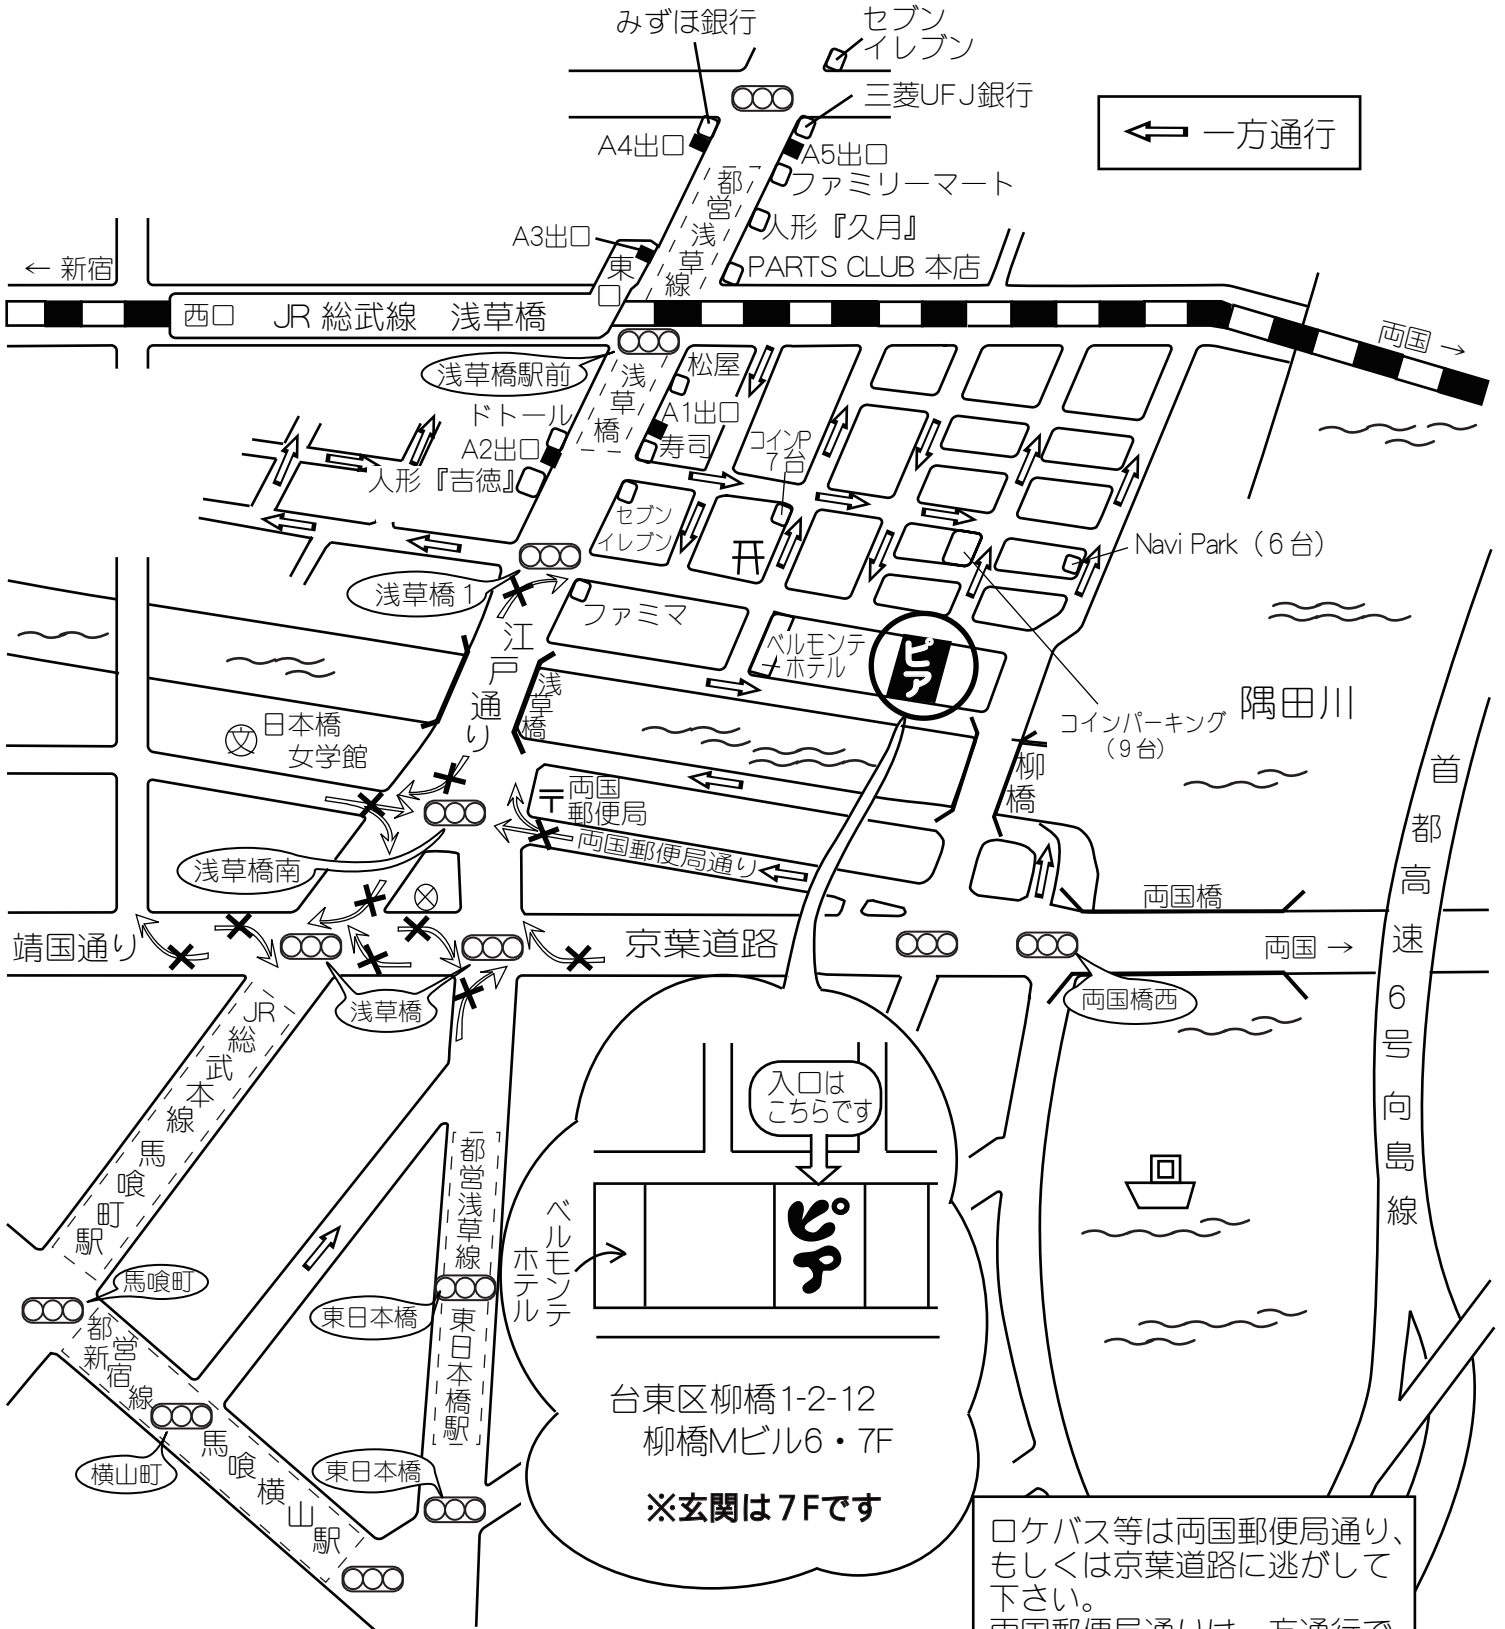 みずほ銀行
セブン
イレブン
三菱UFJ銀行
← 一方通行
A4出口
A5出口
ファミリーマート
都営浅草線
人形『久月』
A3出口
PARTS CLUB 本店
← 新宿
東口
西口 JR 総武線 浅草橋
両国 →
浅草橋駅前
浅草橋
松屋
ドトール
A1出口
A2出口
寿司
コインP
7台
人形『吉徳』
セブン
イレブン
Navi Park（6台）
浅草橋1
ファミマ
江戸通り
浅草橋
ベルモンテ
ホテル
ピア
隅田川
コインパーキング
（9台）
日本橋
女学館
文
柳橋
首都高速6号向島線
〒両国
郵便局
両国郵便局通り
浅草橋南
両国橋
靖国通り
京葉道路
両国 →
浅草橋
両国橋西
JR総武本線馬喰町駅
入口は
こちらです
都営浅草線
東日本橋駅
ベルモンテ
ホテル
ピア
馬喰町
東日本橋
都営新宿線
馬喰横山駅
横山町
東日本橋
台東区柳橋1-2-12
柳橋Mビル6・7F
※玄関は7Fです
ロケバス等は両国郵便局通り、
もしくは京葉道路に逃がして
下さい。
両国郵便局通りは一方通行で